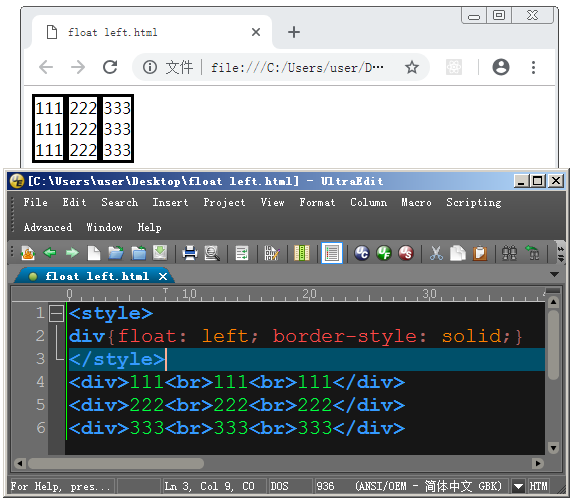 float left.html
文件 | file:///C:/Users/user/D…
111 222 333
111 222 333
111 222 333
[C:\Users\user\Desktop\float left.html] - UltraEdit
File Edit Search Insert Project View Format Column Macro Scripting
Advanced Window Help
float left.html
0 10 20 30 4
1 <style>
2 div{float: left; border-style: solid;}
3 </style>
4 <div>111<br>111<br>111</div>
5 <div>222<br>222<br>222</div>
6 <div>333<br>333<br>333</div>
For Help, pres... Ln 3, Col 9, C0 DOS 936 (ANSI/OEM - 简体中文 GBK) HTM